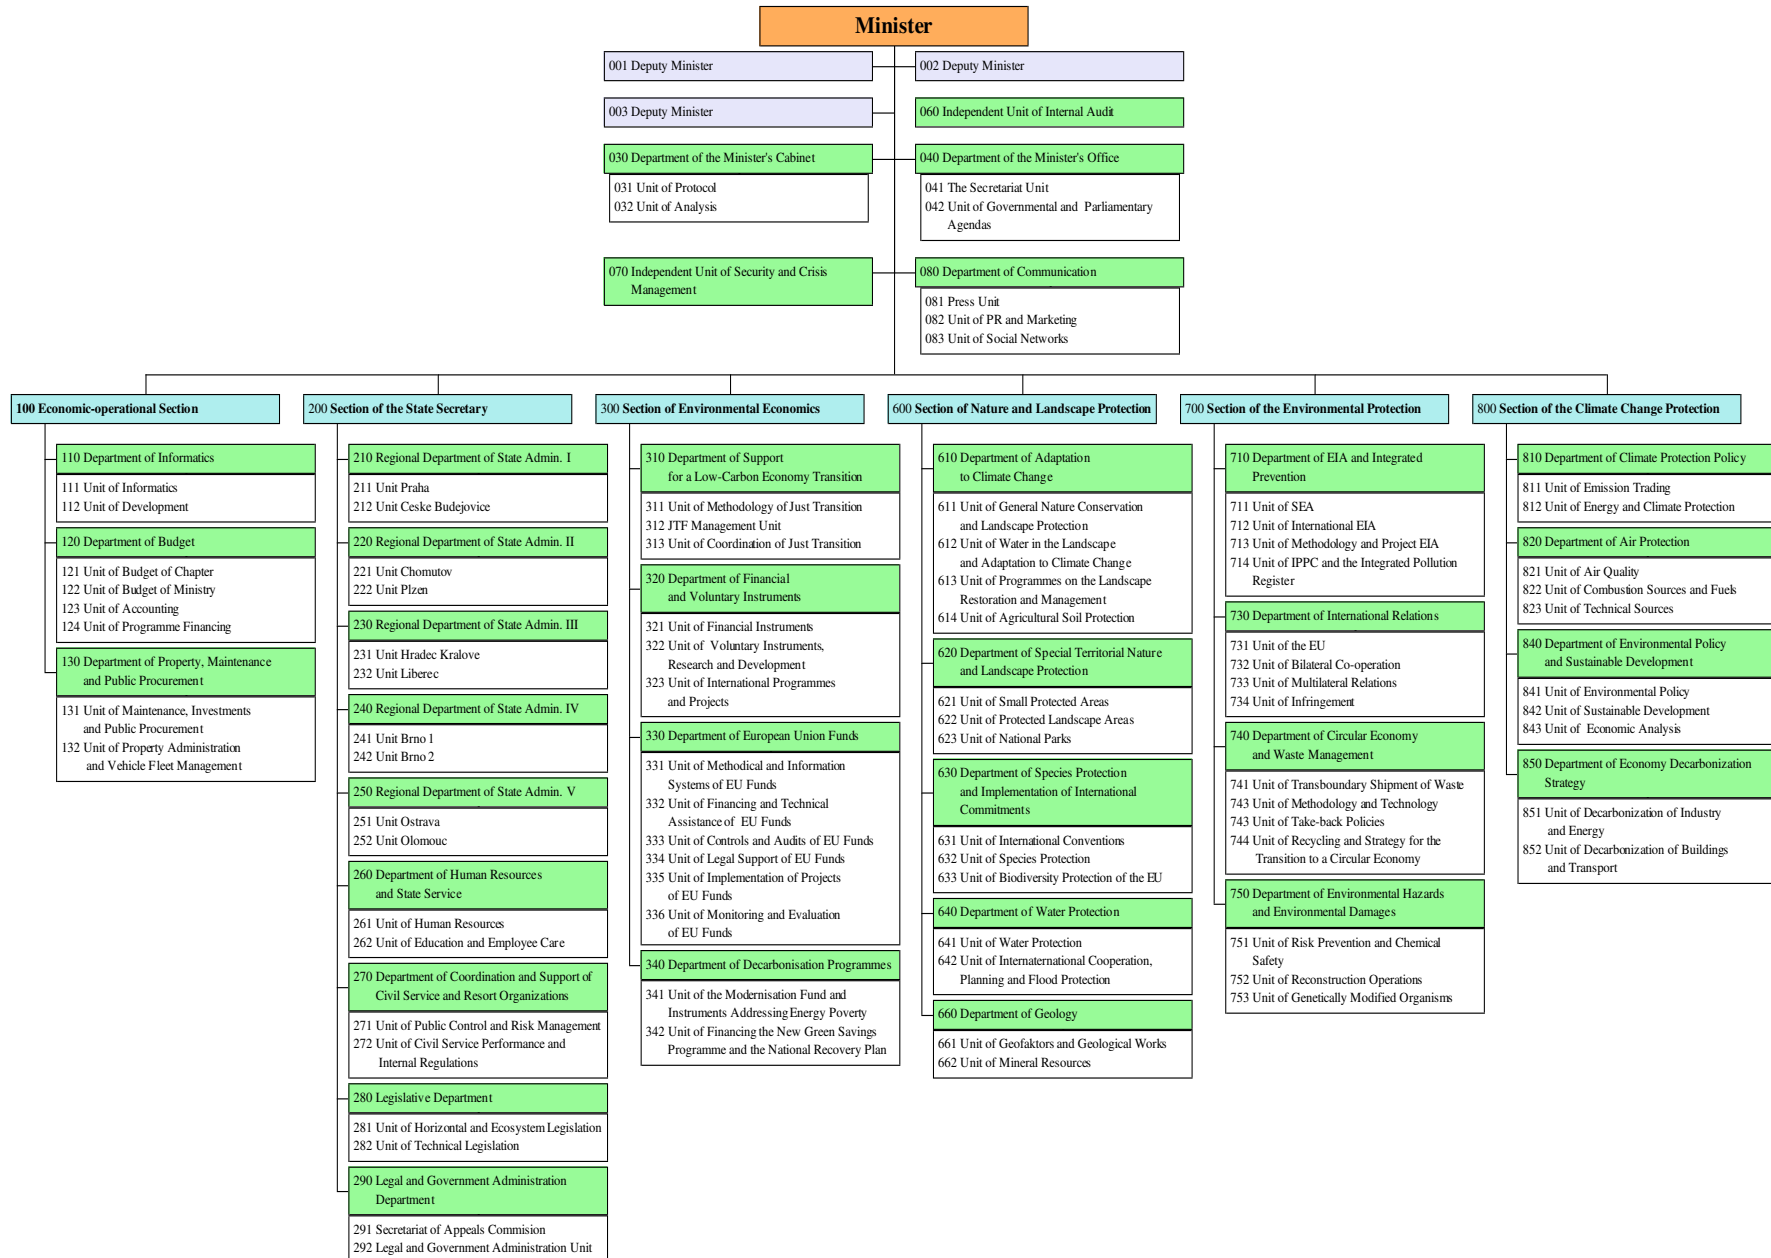 Minister
001 Deputy Minister
002 Deputy Minister
003 Deputy Minister
060 Independent Unit of Internal Audit
030 Department of the Minister's Cabinet
031 Unit of Protocol
032 Unit of Analysis
040 Department of the Minister's Office
041 The Secretariat Unit
042 Unit of Governmental and Parliamentary
Agendas
070 Independent Unit of Security and Crisis
Management
080 Department of Communication
081 Press Unit
082 Unit of PR and Marketing
083 Unit of Social Networks
100 Economic-operational Section
110 Department of Informatics
111 Unit of Informatics
112 Unit of Development
120 Department of Budget
121 Unit of Budget of Chapter
122 Unit of Budget of Ministry
123 Unit of Accounting
124 Unit of Programme Financing
130 Department of Property, Maintenance
and Public Procurement
131 Unit of Maintenance, Investments
and Public Procurement
132 Unit of Property Administration
and Vehicle Fleet Management
200 Section of the State Secretary
210 Regional Department of State Admin. I
211 Unit Praha
212 Unit Ceske Budejovice
220 Regional Department of State Admin. II
221 Unit Chomutov
222 Unit Plzen
230 Regional Department of State Admin. III
231 Unit Hradec Kralove
232 Unit Liberec
240 Regional Department of State Admin. IV
241 Unit Brno 1
242 Unit Brno 2
250 Regional Department of State Admin. V
251 Unit Ostrava
252 Unit Olomouc
260 Department of Human Resources
and State Service
261 Unit of Human Resources
262 Unit of Education and Employee Care
270 Department of Coordination and Support of
Civil Service and Resort Organizations
271 Unit of Public Control and Risk Management
272 Unit of Civil Service Performance and
Internal Regulations
280 Legislative Department
281 Unit of Horizontal and Ecosystem Legislation
282 Unit of Technical Legislation
290 Legal and Government Administration
Department
291 Secretariat of Appeals Commision
292 Legal and Government Administration Unit
300 Section of Environmental Economics
310 Department of Support
for a Low-Carbon Economy Transition
311 Unit of Methodology of Just Transition
312 JTF Management Unit
313 Unit of Coordination of Just Transition
320 Department of Financial
and Voluntary Instruments
321 Unit of Financial Instruments
322 Unit of Voluntary Instruments,
Research and Development
323 Unit of International Programmes
and Projects
330 Department of European Union Funds
331 Unit of Methodical and Information
Systems of EU Funds
332 Unit of Financing and Technical
Assistance of EU Funds
333 Unit of Controls and Audits of EU Funds
334 Unit of Legal Support of EU Funds
335 Unit of Implementation of Projects
of EU Funds
336 Unit of Monitoring and Evaluation
of EU Funds
340 Department of Decarbonisation Programmes
341 Unit of the Modernisation Fund and
Instruments Addressing Energy Poverty
342 Unit of Financing the New Green Savings
Programme and the National Recovery Plan
600 Section of Nature and Landscape Protection
610 Department of Adaptation
to Climate Change
611 Unit of General Nature Conservation
and Landscape Protection
612 Unit of Water in the Landscape
and Adaptation to Climate Change
613 Unit of Programmes on the Landscape
Restoration and Management
614 Unit of Agricultural Soil Protection
620 Department of Special Territorial Nature
and Landscape Protection
621 Unit of Small Protected Areas
622 Unit of Protected Landscape Areas
623 Unit of National Parks
630 Department of Species Protection
and Implementation of International
Commitments
631 Unit of International Conventions
632 Unit of Species Protection
633 Unit of Biodiversity Protection of the EU
640 Department of Water Protection
641 Unit of Water Protection
642 Unit of Internaternational Cooperation,
Planning and Flood Protection
660 Department of Geology
661 Unit of Geofaktors and Geological Works
662 Unit of Mineral Resources
700 Section of the Environmental Protection
710 Department of EIA and Integrated
Prevention
711 Unit of SEA
712 Unit of International EIA
713 Unit of Methodology and Project EIA
714 Unit of IPPC and the Integrated Pollution
Register
730 Department of International Relations
731 Unit of the EU
732 Unit of Bilateral Co-operation
733 Unit of Multilateral Relations
734 Unit of Infringement
740 Department of Circular Economy
and Waste Management
741 Unit of Transboundary Shipment of Waste
743 Unit of Methodology and Technology
743 Unit of Take-back Policies
744 Unit of Recycling and Strategy for the
Transition to a Circular Economy
750 Department of Environmental Hazards
and Environmental Damages
751 Unit of Risk Prevention and Chemical
Safety
752 Unit of Reconstruction Operations
753 Unit of Genetically Modified Organisms
800 Section of the Climate Change Protection
810 Department of Climate Protection Policy
811 Unit of Emission Trading
812 Unit of Energy and Climate Protection
820 Department of Air Protection
821 Unit of Air Quality
822 Unit of Combustion Sources and Fuels
823 Unit of Technical Sources
840 Department of Environmental Policy
and Sustainable Development
841 Unit of Environmental Policy
842 Unit of Sustainable Development
843 Unit of Economic Analysis
850 Department of Economy Decarbonization
Strategy
851 Unit of Decarbonization of Industry
and Energy
852 Unit of Decarbonization of Buildings
and Transport